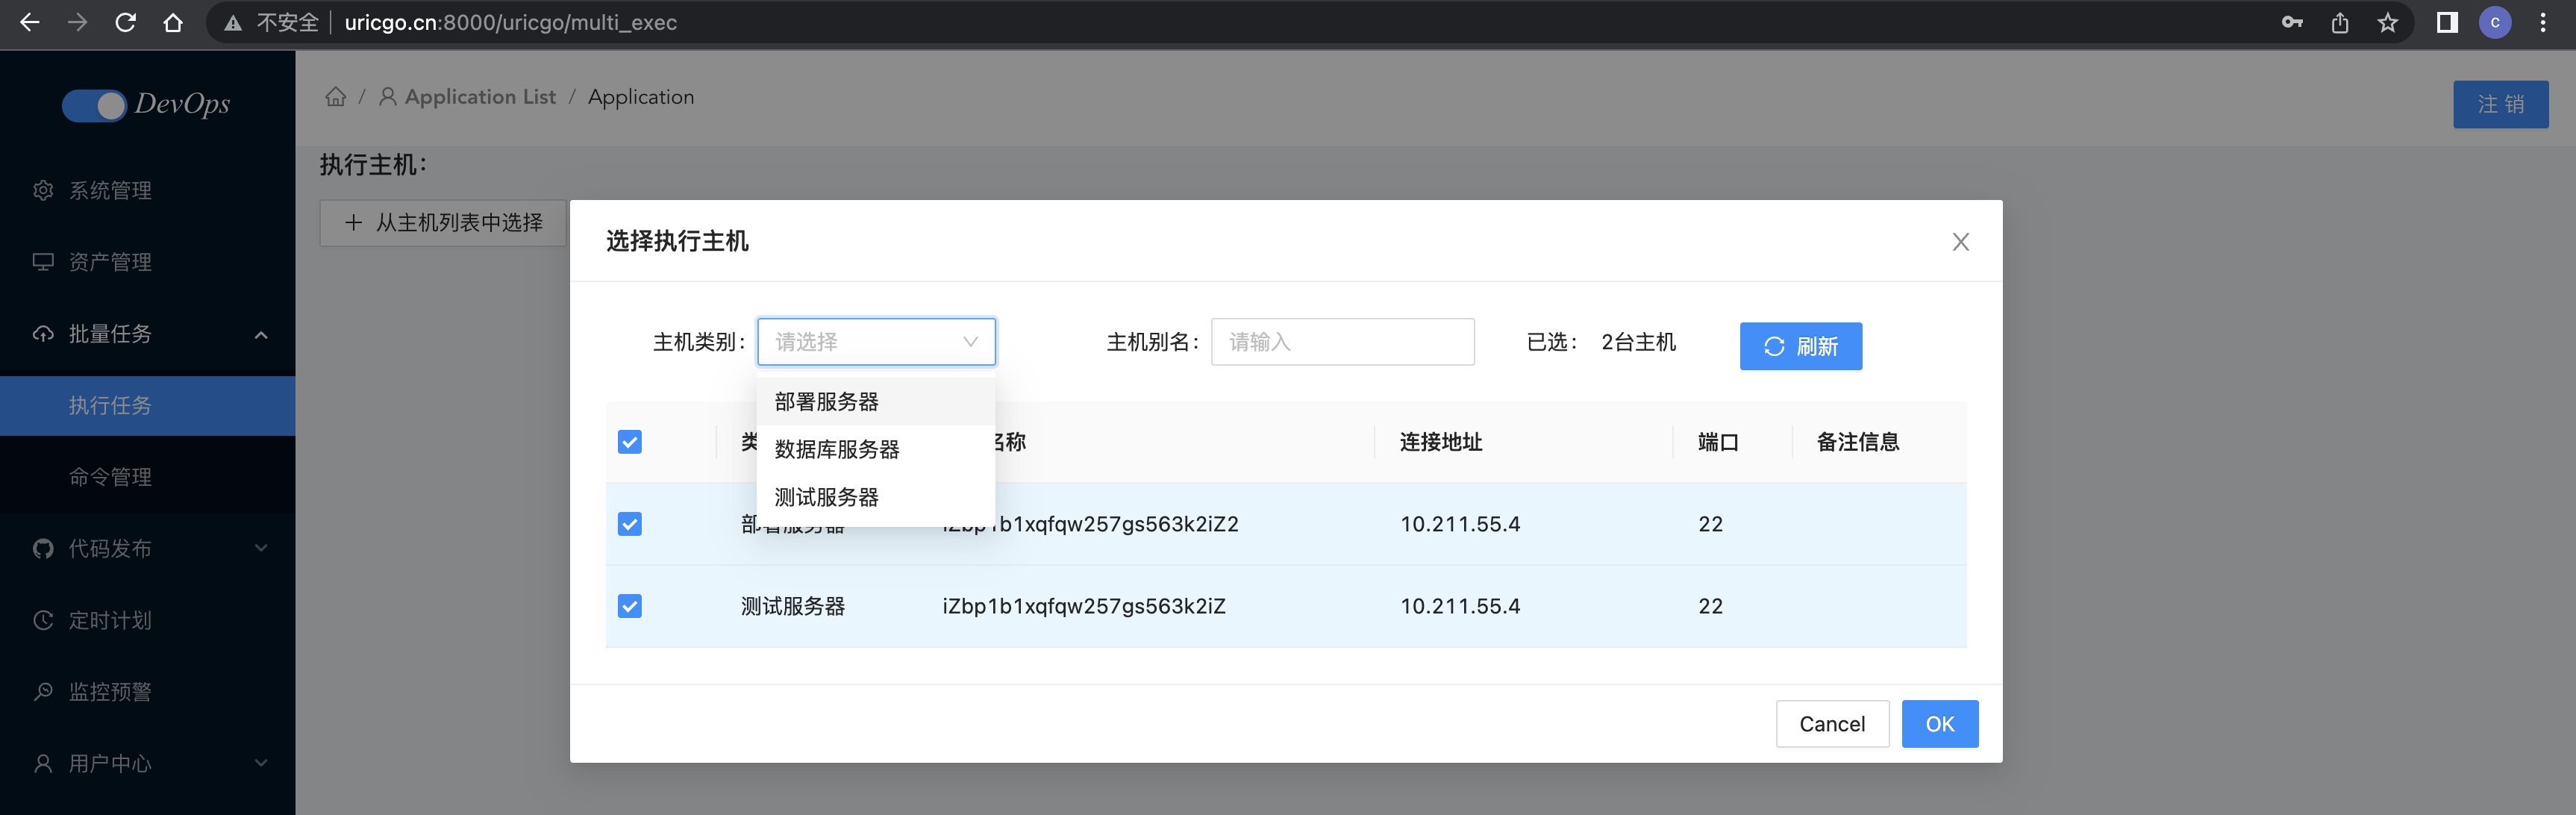 不安全 uricgo.cn:8000/uricgo/multi_exec
C
DevOps
系统管理
资产管理
批量任务
执行任务
命令管理
代码发布
定时计划
监控预警
用户中心
/ Application List / Application
注 销
执行主机：
+ 从主机列表中选择
选择执行主机
主机类别： 请选择 主机别名： 请输入 已选： 2台主机 刷新
部署服务器
数据库服务器
测试服务器
类 名称 连接地址 端口 备注信息
部署服务器 iZbp1b1xqfqw257gs563k2iZ2 10.211.55.4 22
测试服务器 iZbp1b1xqfqw257gs563k2iZ 10.211.55.4 22
Cancel OK